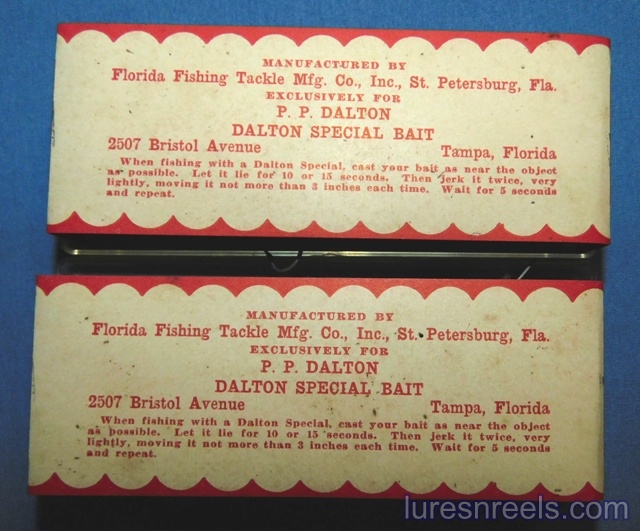 MANUFACTURED BY
Florida Fishing Tackle Mfg. Co., Inc., St. Petersburg, Fla.
EXCLUSIVELY FOR
P. P. DALTON
DALTON SPECIAL BAIT
2507 Bristol Avenue Tampa, Florida
When fishing with a Dalton Special, cast your bait as near the object
as possible. Let it lie for 10 or 15 seconds. Then jerk it twice, very
lightly, moving it not more than 3 inches each time. Wait for 5 seconds
and repeat.
MANUFACTURED BY
Florida Fishing Tackle Mfg. Co., Inc., St. Petersburg, Fla.
EXCLUSIVELY FOR
P. P. DALTON
DALTON SPECIAL BAIT
2507 Bristol Avenue Tampa, Florida
When fishing with a Dalton Special, cast your bait as near the object
as possible. Let it lie for 10 or 15 seconds. Then jerk it twice, very
lightly, moving it not more than 3 inches each time. Wait for 5 seconds
and repeat.
luresnreels.com